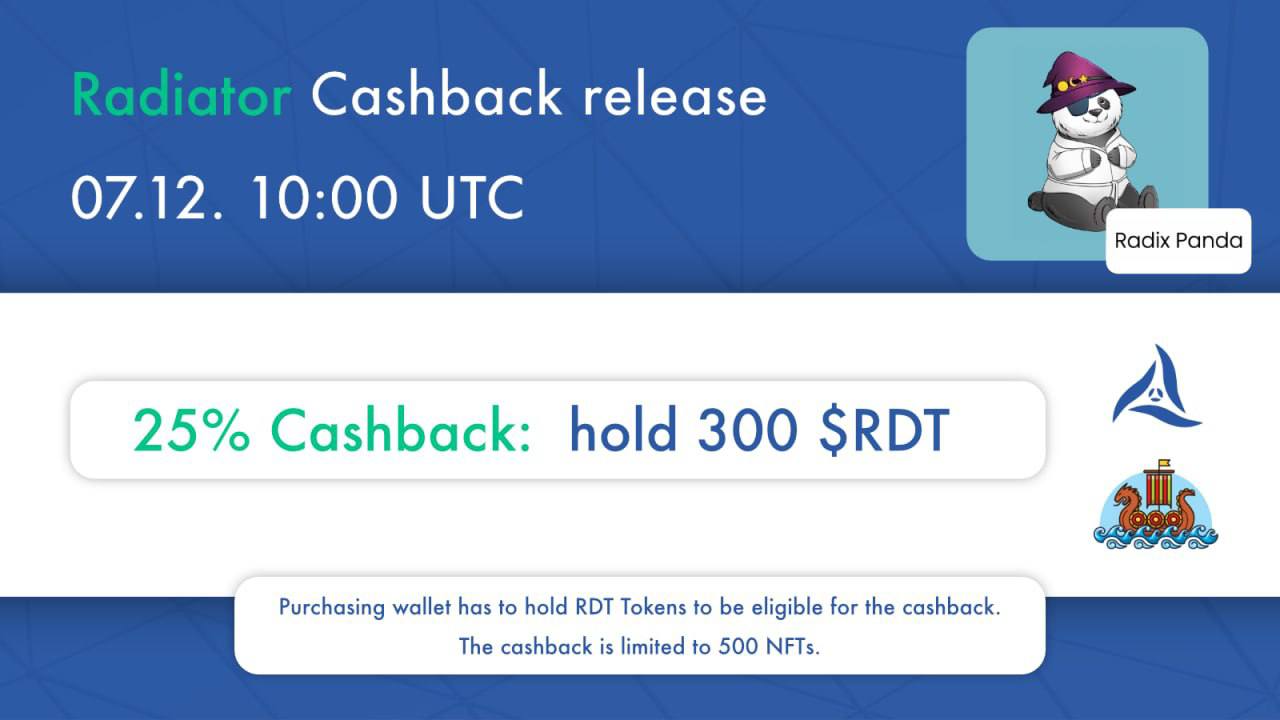 Radiator Cashback release
07.12. 10:00 UTC
Radix Panda
25% Cashback: hold 300 $RDT
Purchasing wallet has to hold RDT Tokens to be eligible for the cashback.
The cashback is limited to 500 NFTs.